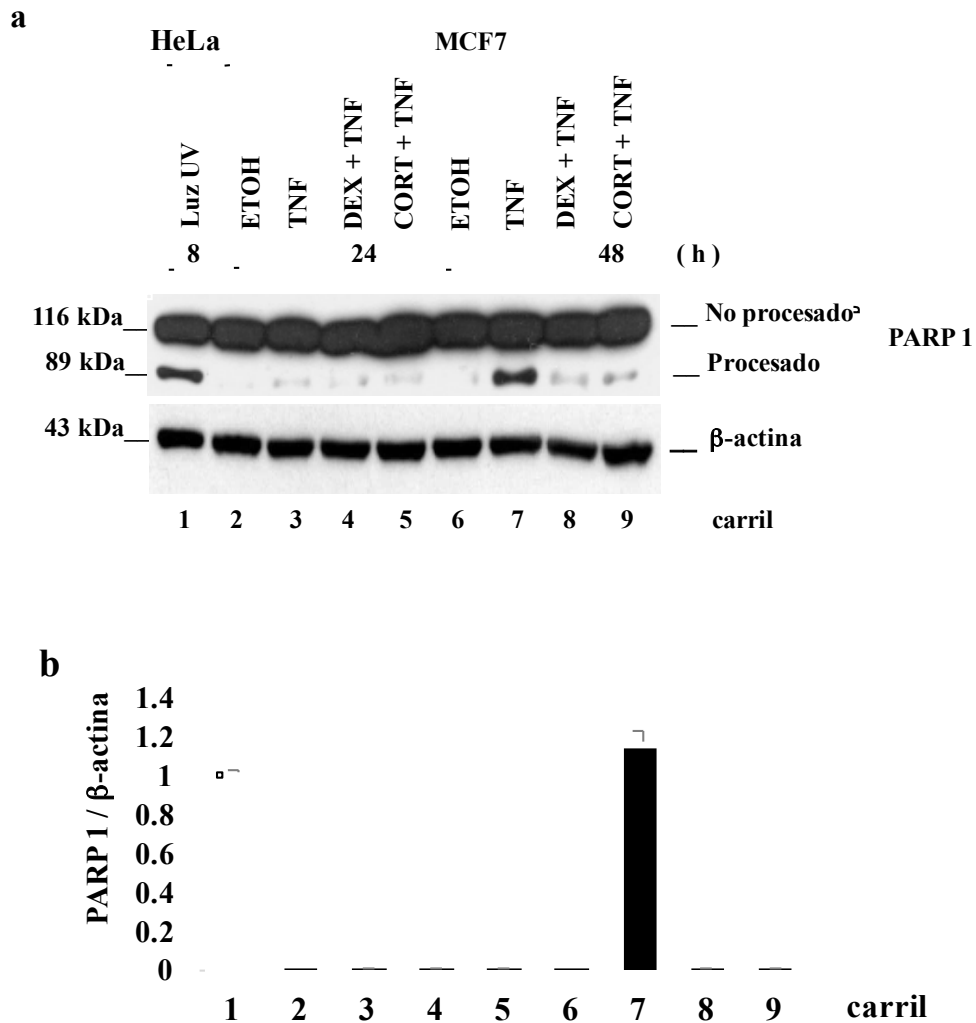 a
HeLa MCF7
Luz UV ETOH TNF DEX + TNF CORT + TNF ETOH TNF DEX + TNF CORT + TNF
8 24 48 ( h )
116 kDa No procesado PARP 1
89 kDa Procesado
43 kDa β-actina
1 2 3 4 5 6 7 8 9 carril
b
PARP 1 / β-actina
1.4
1.2
1
0.8
0.6
0.4
0.2
0
1 2 3 4 5 6 7 8 9 carril